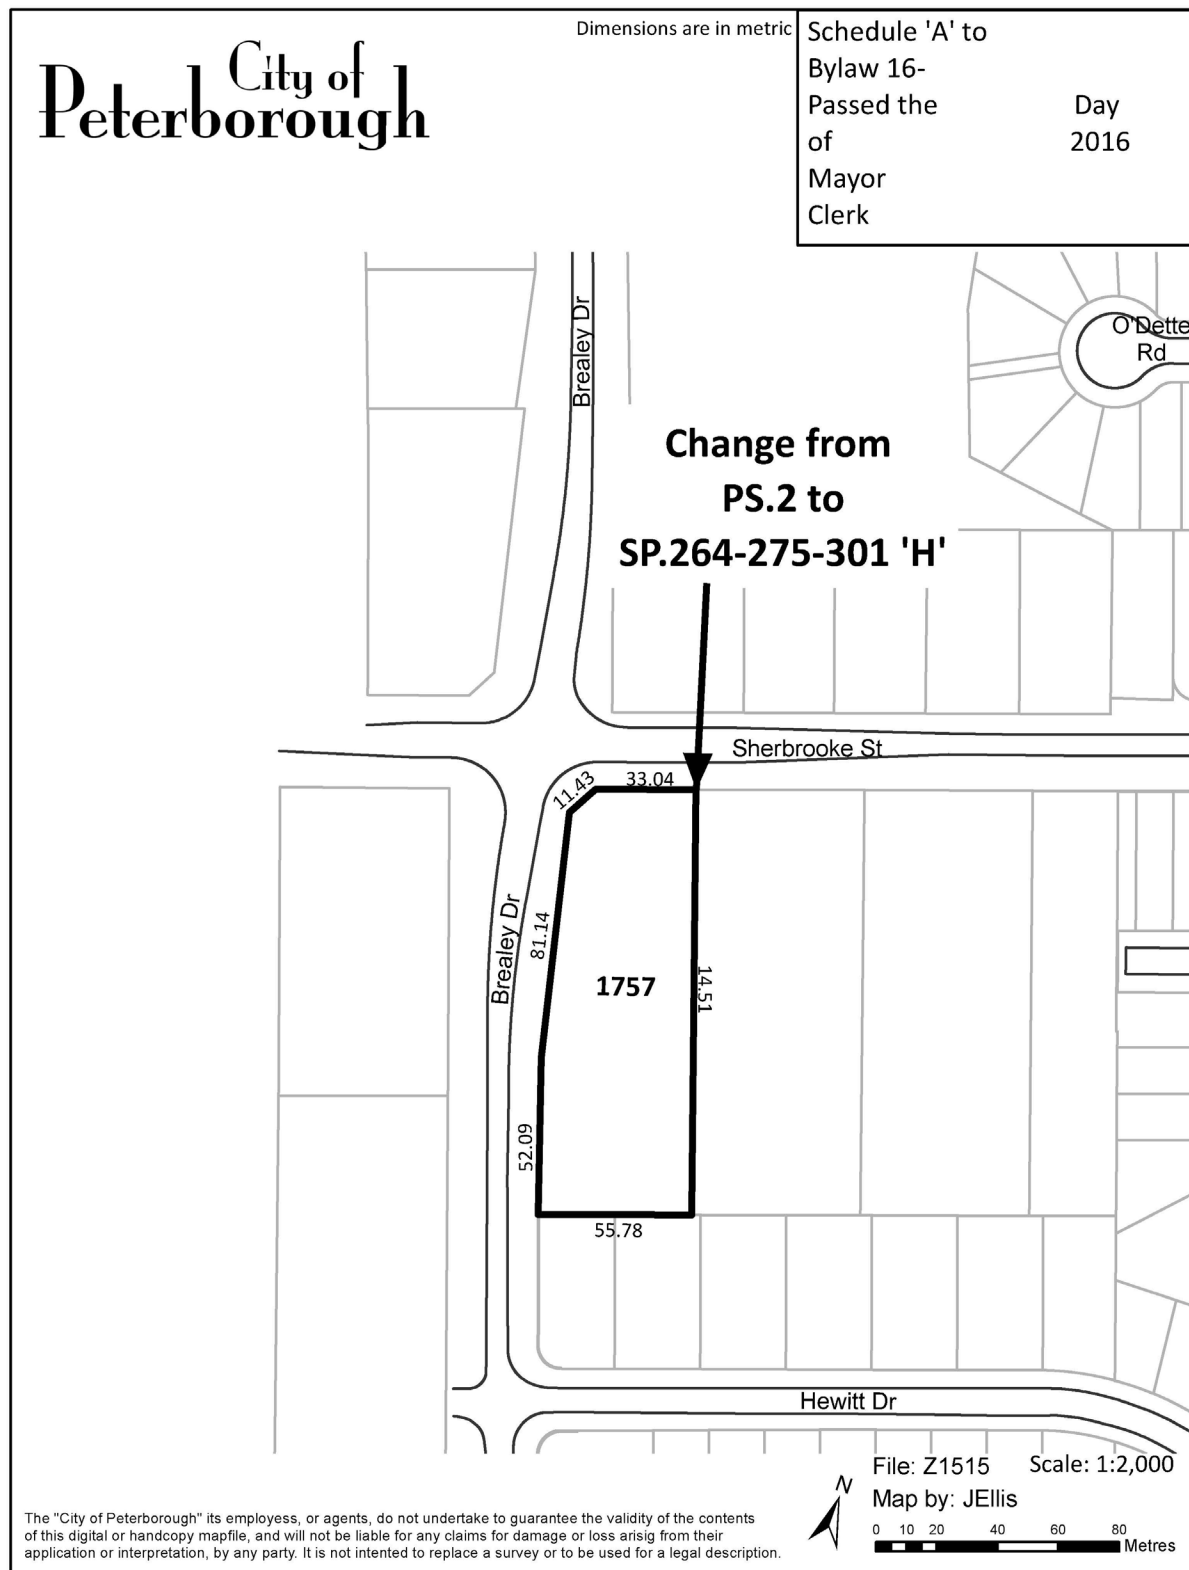 City of
Peterborough
Dimensions are in metric
Schedule 'A' to
Bylaw 16-
Passed the Day
of 2016
Mayor
Clerk
Brealey Dr
O'Dette
Rd
Change from
PS.2 to
SP.264-275-301 'H'
Sherbrooke St
11.43
33.04
Brealey Dr
81.14
1757
14.51
52.09
55.78
Hewitt Dr
N
File: Z1515 Scale: 1:2,000
Map by: JEllis
0 10 20 40 60 80
Metres
The "City of Peterborough" its employess, or agents, do not undertake to guarantee the validity of the contents
of this digital or handcopy mapfile, and will not be liable for any claims for damage or loss arisig from their
application or interpretation, by any party. It is not intented to replace a survey or to be used for a legal description.